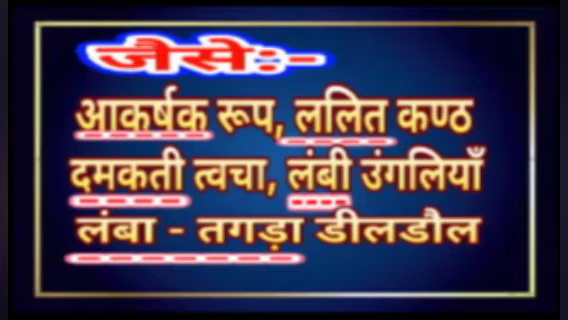 जैसे:-
आकर्षक रूप, ललित कण्ठ
दमकती त्वचा, लंबी उंगलियाँ
लंबा - तगड़ा डीलडौल